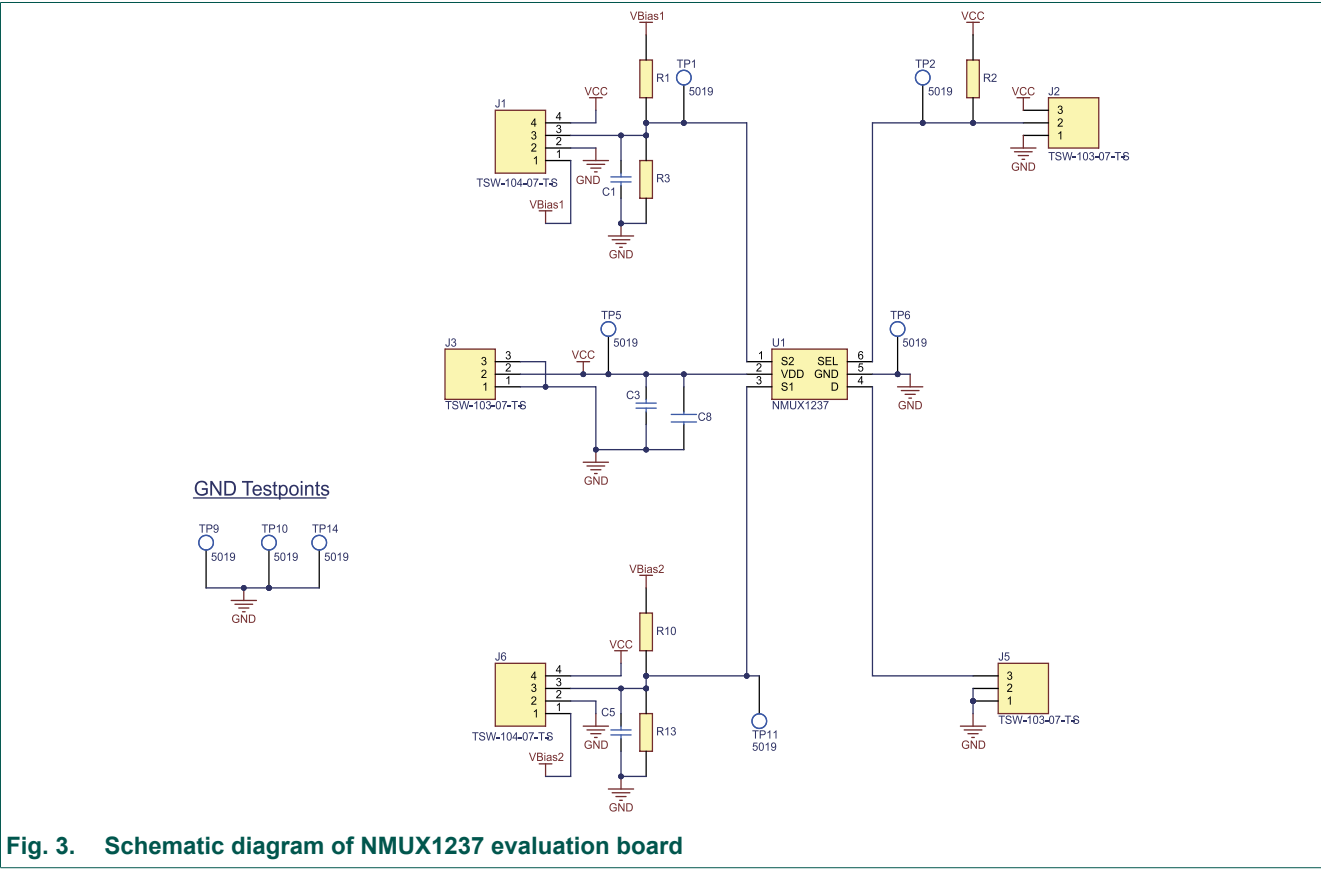 VBias1
R1
TP1
5019
VCC
J1
4
3
2
1
4
3
2
1
TSW-104-07-T-S
GND
VBias1
C1
R3
GND
VCC
TP2
5019
R2
VCC
J2
3
2
1
TSW-103-07-T-S
GND
J3
3
2
1
3
2
1
TSW-103-07-T-S
VCC
TP5
5019
C3
C8
GND
U1
1
2
3
S2
VDD
S1
SEL
GND
D
6
5
4
NMUX1237
TP6
5019
GND
GND Testpoints
TP9
5019
TP10
5019
TP14
5019
GND
VBias2
R10
VCC
J6
4
3
2
1
4
3
2
1
TSW-104-07-T-S
GND
VBias2
C5
R13
GND
TP11
5019
J5
3
2
1
TSW-103-07-T-S
GND
Fig. 3. Schematic diagram of NMUX1237 evaluation board